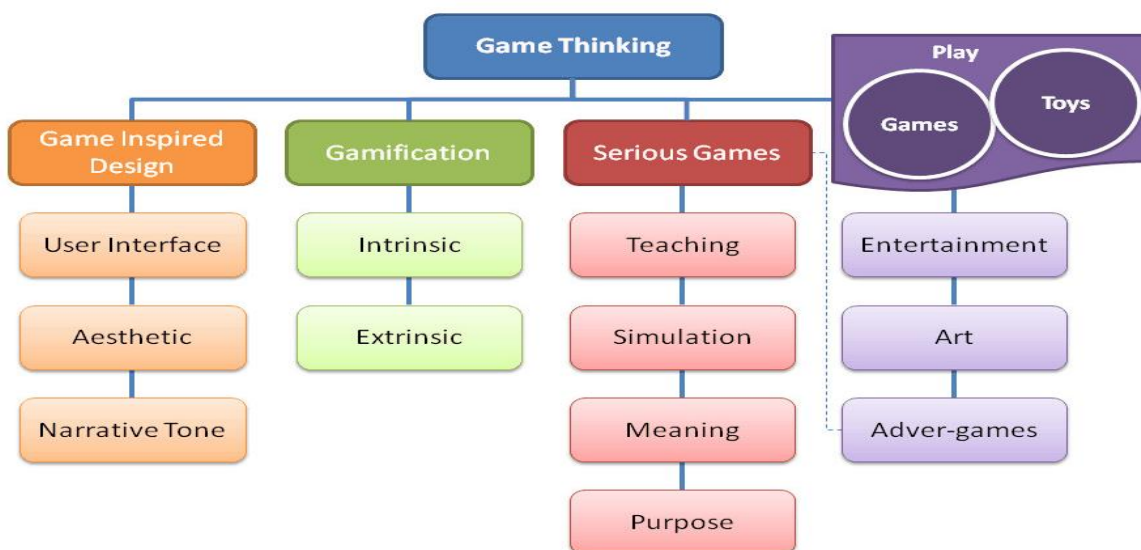 Game Thinking
Play
Games
Toys
Game Inspired
Design
Gamification
Serious Games
User Interface
Intrinsic
Teaching
Entertainment
Aesthetic
Extrinsic
Simulation
Art
Narrative Tone
Meaning
Adver-games
Purpose